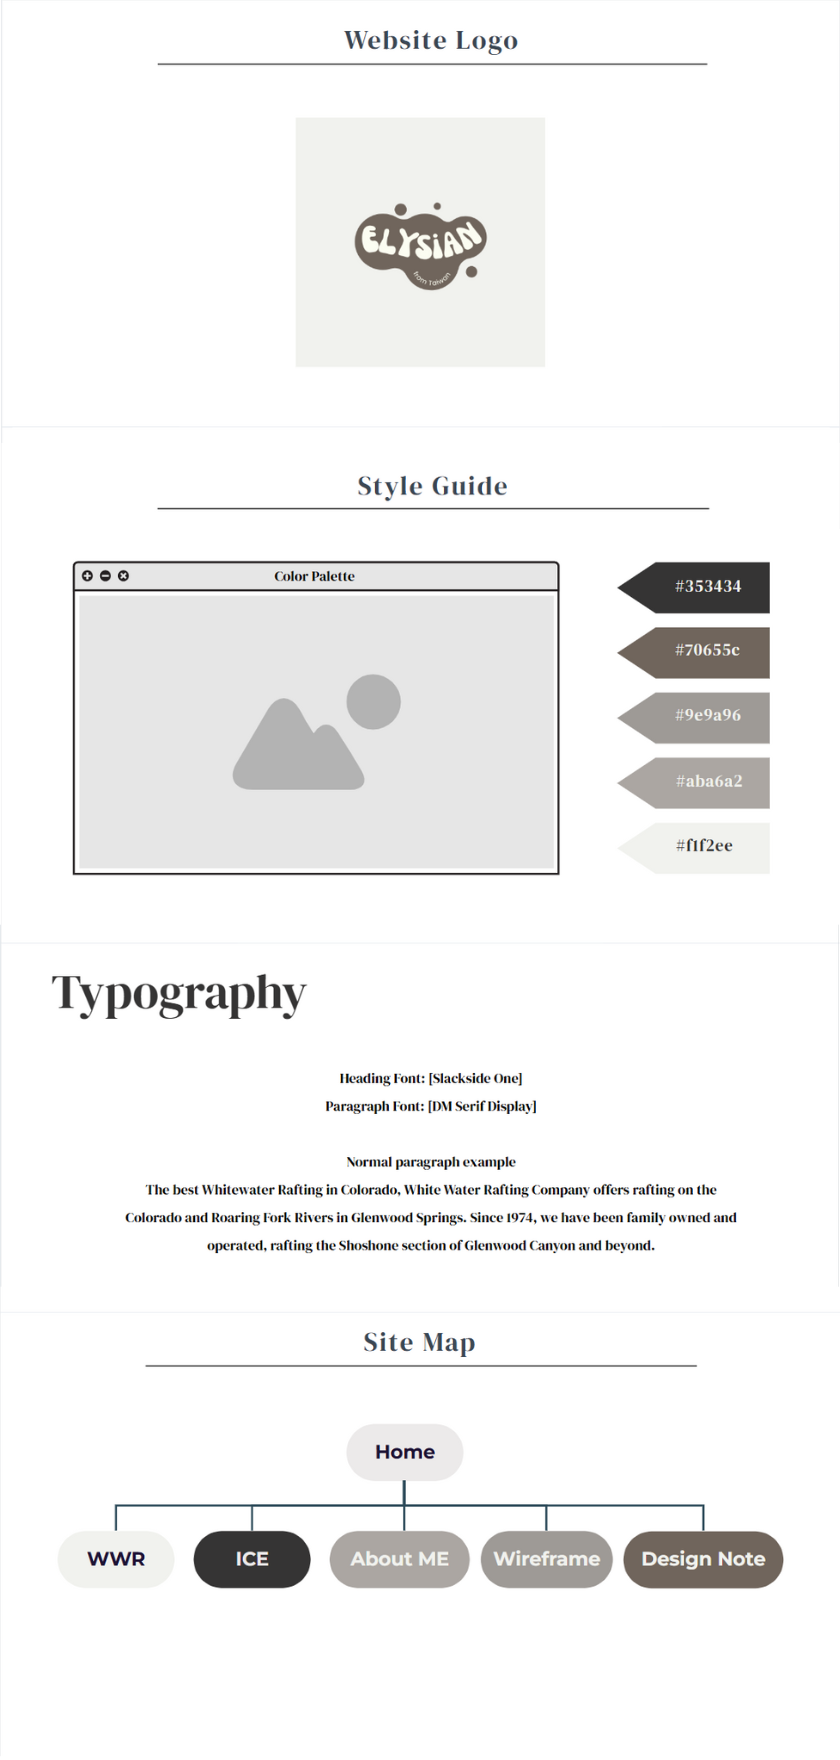 Website Logo
ELYSiAN
from Taiwan
Style Guide
Color Palette
#353434
#70655c
#9e9a96
#aba6a2
#f1f2ee
Typography
Heading Font: [Slackside One]
Paragraph Font: [DM Serif Display]
Normal paragraph example
The best Whitewater Rafting in Colorado, White Water Rafting Company offers rafting on the
Colorado and Roaring Fork Rivers in Glenwood Springs. Since 1974, we have been family owned and
operated, rafting the Shoshone section of Glenwood Canyon and beyond.
Site Map
Home
WWR
ICE
About ME
Wireframe
Design Note